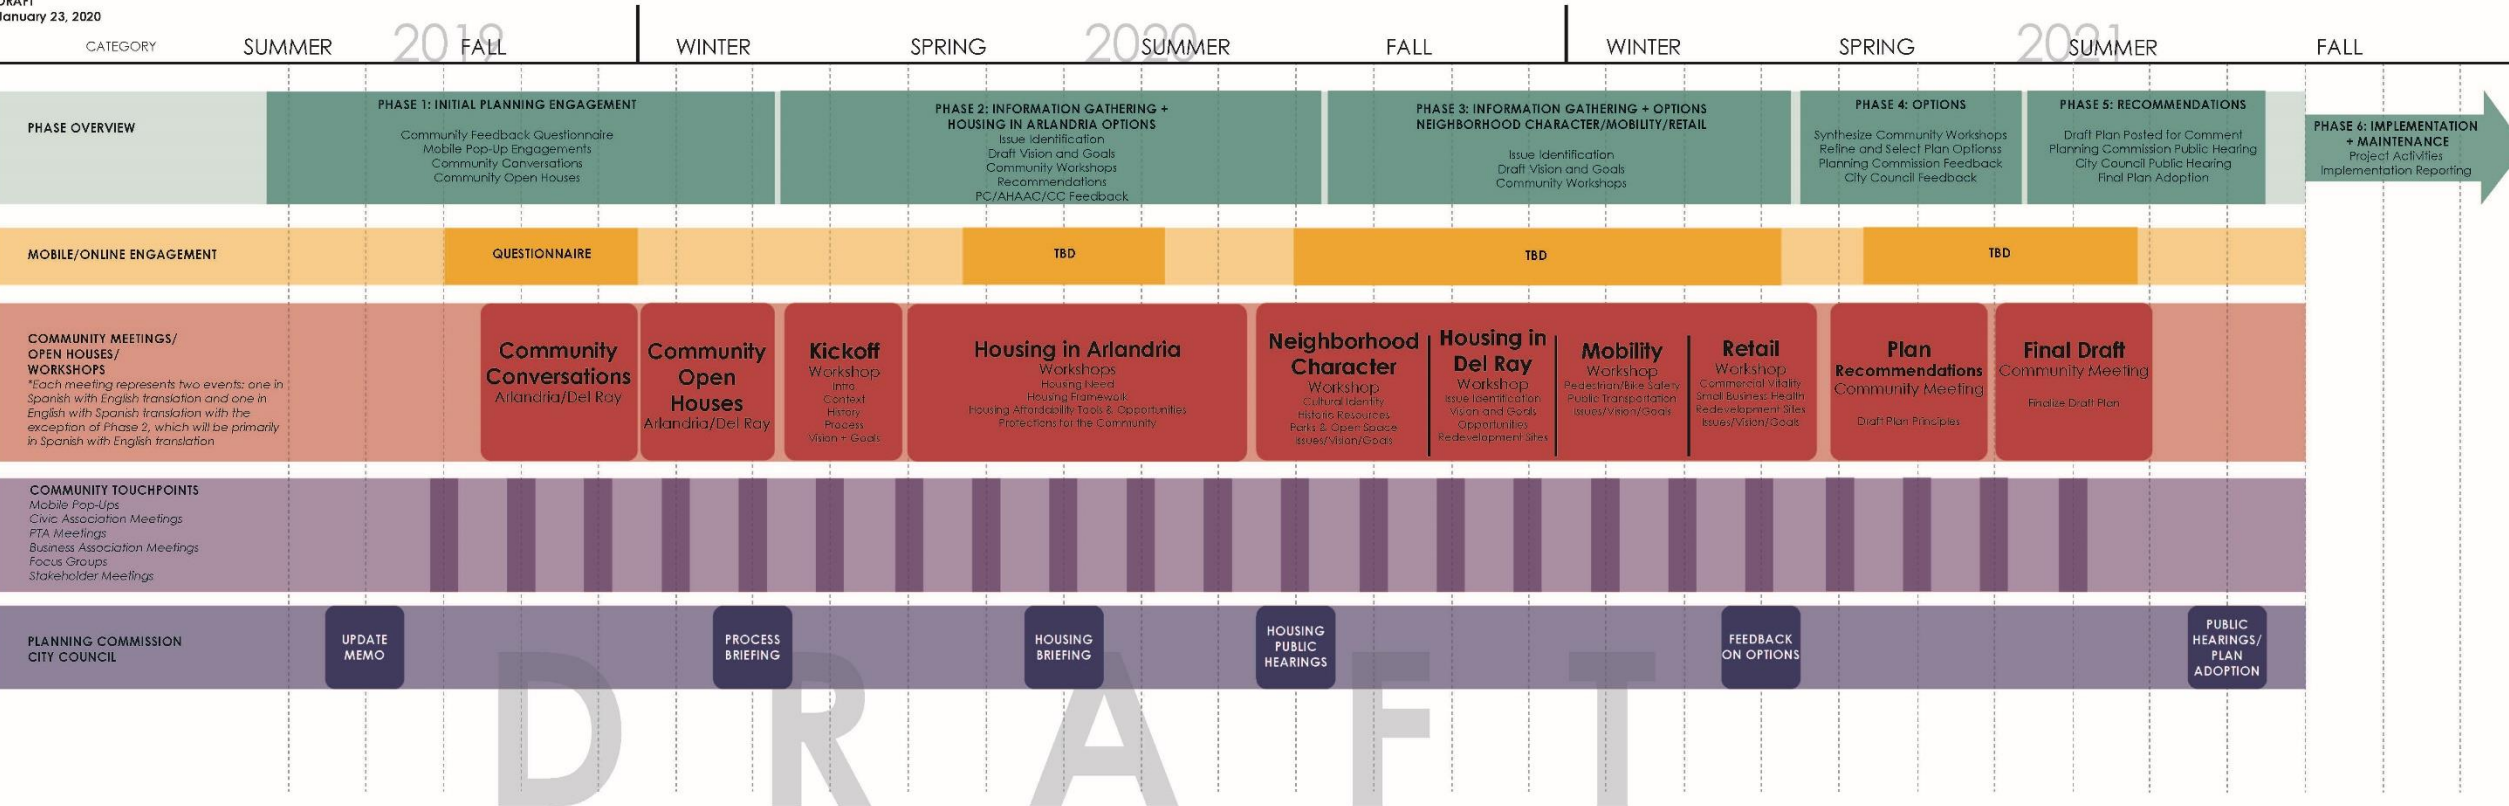 DRAFT
January 23, 2020
2019
2020
2021
CATEGORY
SUMMER
FALL
WINTER
SPRING
SUMMER
FALL
WINTER
SPRING
SUMMER
FALL
PHASE OVERVIEW
PHASE 1: INITIAL PLANNING ENGAGEMENT
Community Feedback Questionnaire
Mobile Pop-Up Engagements
Community Conversations
Community Open Houses
PHASE 2: INFORMATION GATHERING +
HOUSING IN ARLANDRIA OPTIONS
Issue Identification
Draft Vision and Goals
Community Workshops
Recommendations
PC/AHAAC/CC Feedback
PHASE 3: INFORMATION GATHERING + OPTIONS
NEIGHBORHOOD CHARACTER/MOBILITY/RETAIL
Issue Identification
Draft Vision and Goals
Community Workshops
PHASE 4: OPTIONS
Synthesize Community Workshops
Refine and Select Plan Optionss
Planning Commission Feedback
City Council Feedback
PHASE 5: RECOMMENDATIONS
Draft Plan Posted for Comment
Planning Commission Public Hearing
City Council Public Hearing
Final Plan Adoption
PHASE 6: IMPLEMENTATION
+ MAINTENANCE
Project Activities
Implementation Reporting
MOBILE/ONLINE ENGAGEMENT
QUESTIONNAIRE
TBD
TBD
TBD
COMMUNITY MEETINGS/
OPEN HOUSES/
WORKSHOPS
*Each meeting represents two events: one in
Spanish with English translation and one in
English with Spanish translation with the
exception of Phase 2, which will be primarily
in Spanish with English translation
Community
Conversations
Arlandria/Del Ray
Community
Open
Houses
Arlandria/Del Ray
Kickoff
Workshop
Intro
Context
History
Process
Vision + Goals
Housing in Arlandria
Workshops
Housing Need
Housing Framework
Housing Affordability Tools & Opportunities
Protections for the Community
Neighborhood
Character
Workshop
Cultural Identity
Historic Resources
Parks & Open Space
Issues/Vision/Goals
Housing in
Del Ray
Workshop
Issue Identification
Vision and Goals
Opportunities
Redevelopment Sites
Mobility
Workshop
Pedestrian/Bike Safety
Public Transportation
Issues/Vision/Goals
Retail
Workshop
Commercial Vitality
Small Business Health
Redevelopment Sites
Issues/Vision/Goals
Plan
Recommendations
Community Meeting
Draft Plan Principles
Final Draft
Community Meeting
Finalize Draft Plan
COMMUNITY TOUCHPOINTS
Mobile Pop-Ups
Civic Association Meetings
PTA Meetings
Business Association Meetings
Focus Groups
Stakeholder Meetings
PLANNING COMMISSION
CITY COUNCIL
UPDATE
MEMO
PROCESS
BRIEFING
HOUSING
BRIEFING
HOUSING
PUBLIC
HEARINGS
FEEDBACK
ON OPTIONS
PUBLIC
HEARINGS/
PLAN
ADOPTION
DRAFT